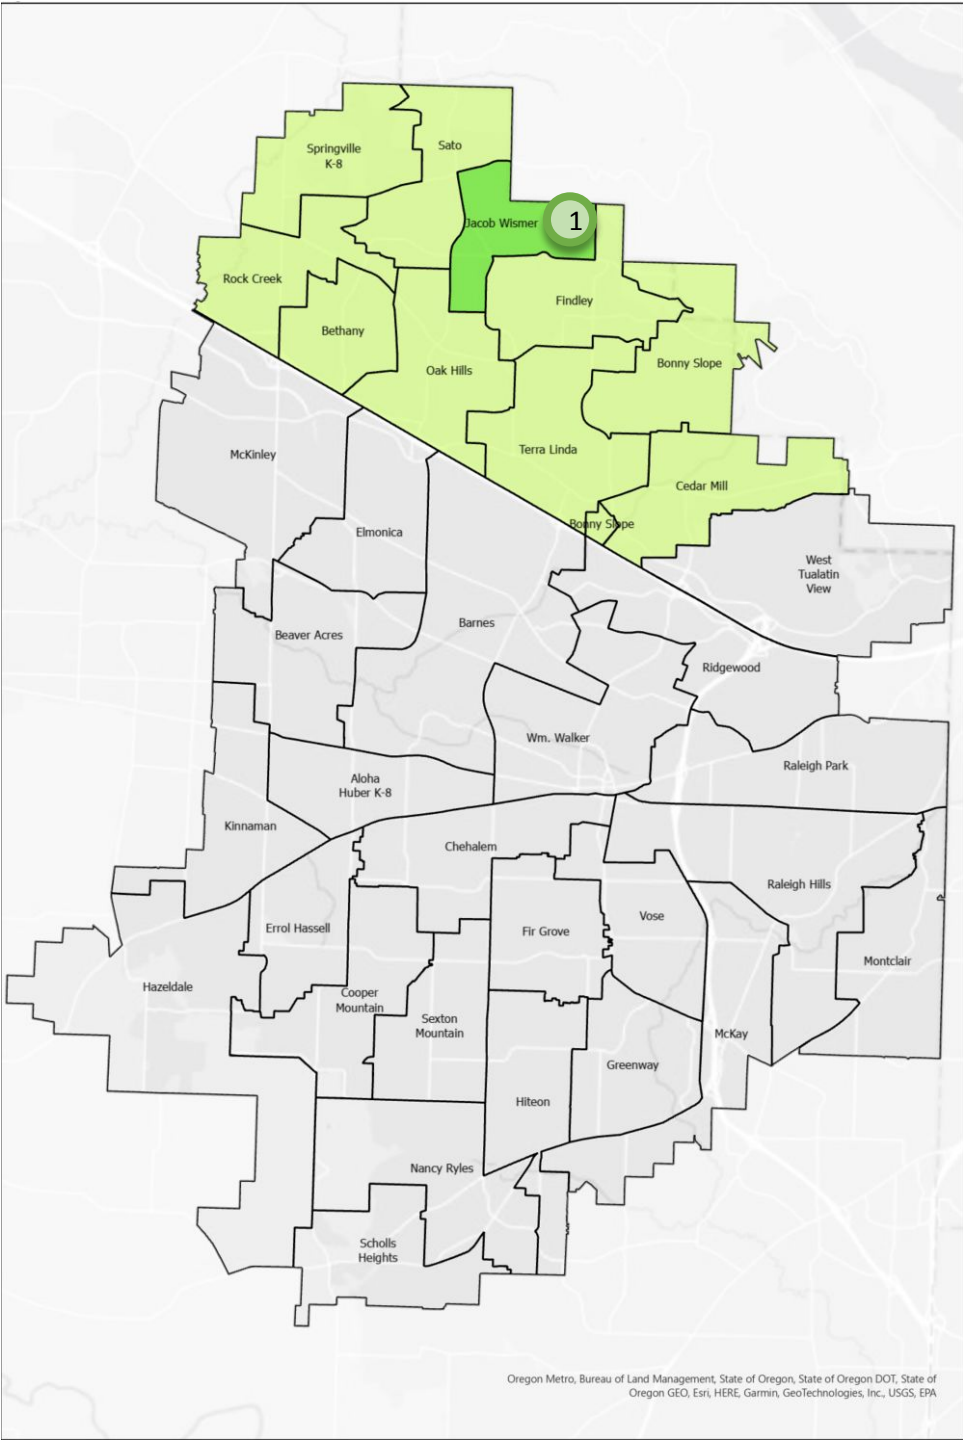 Springville
K-8
Sato
Jacob Wismer
1
Rock Creek
Findley
Bethany
Oak Hills
Bonny Slope
McKinley
Terra Linda
Cedar Mill
Bonny Slope
Elmonica
West
Tualatin
View
Barnes
Beaver Acres
Ridgewood
Wm. Walker
Raleigh Park
Aloha
Huber K-8
Kinnaman
Chehalem
Raleigh Hills
Vose
Errol Hassell
Fir Grove
Montclair
Hazeldale
Cooper
Mountain
Sexton
Mountain
McKay
Greenway
Hiteon
Nancy Ryles
Scholls
Heights
Oregon Metro, Bureau of Land Management, State of Oregon, State of Oregon DOT, State of
Oregon GEO, Esri, HERE, Garmin, GeoTechnologies, Inc., USGS, EPA